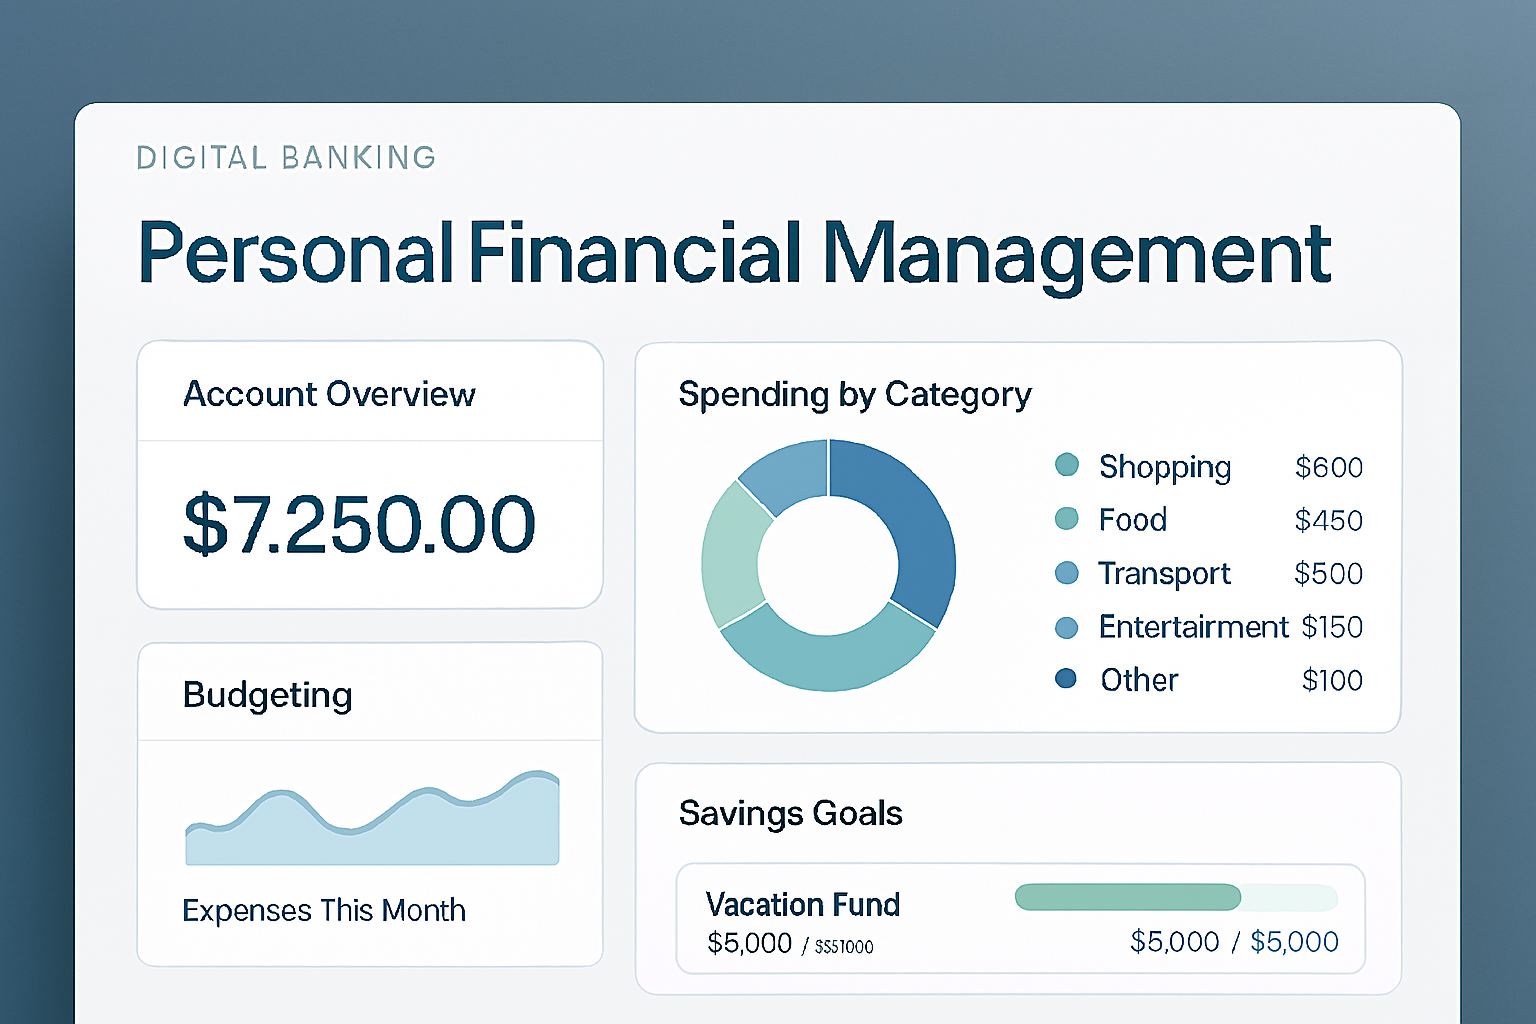 DIGITAL BANKING
Personal Financial Management
Account Overview
$7.250.00
Budgeting
Expenses This Month
Spending by Category
Shopping $600
Food $450
Transport $500
Entertairment $150
Other $100
Savings Goals
Vacation Fund
$5,000 / $5,000 / $5,000